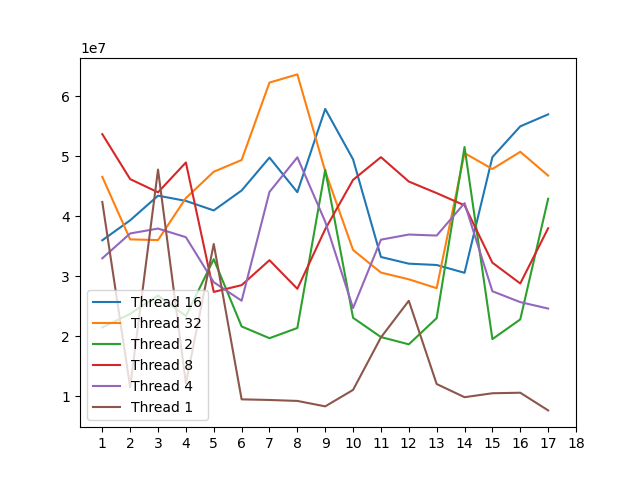 1e7
6
5
4
3
2
1
Thread 16
Thread 32
Thread 2
Thread 8
Thread 4
Thread 1
1 2 3 4 5 6 7 8 9 10 11 12 13 14 15 16 17 18